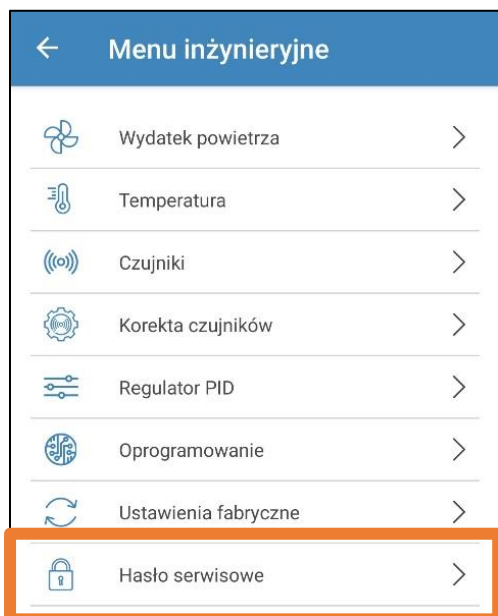 Menu inżynieryjne
Wydatek powietrza
Temperatura
Czujniki
Korekta czujników
Regulator PID
Oprogramowanie
Ustawienia fabryczne
Hasło serwisowe